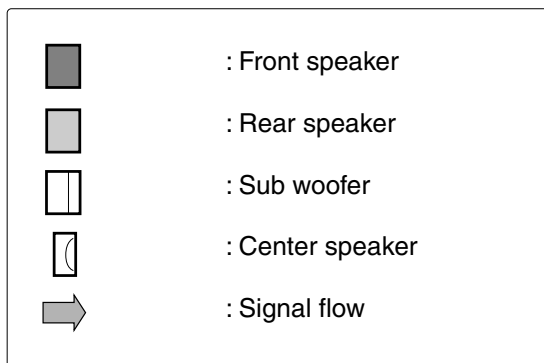 : Front speaker
: Rear speaker
: Sub woofer
: Center speaker
: Signal flow